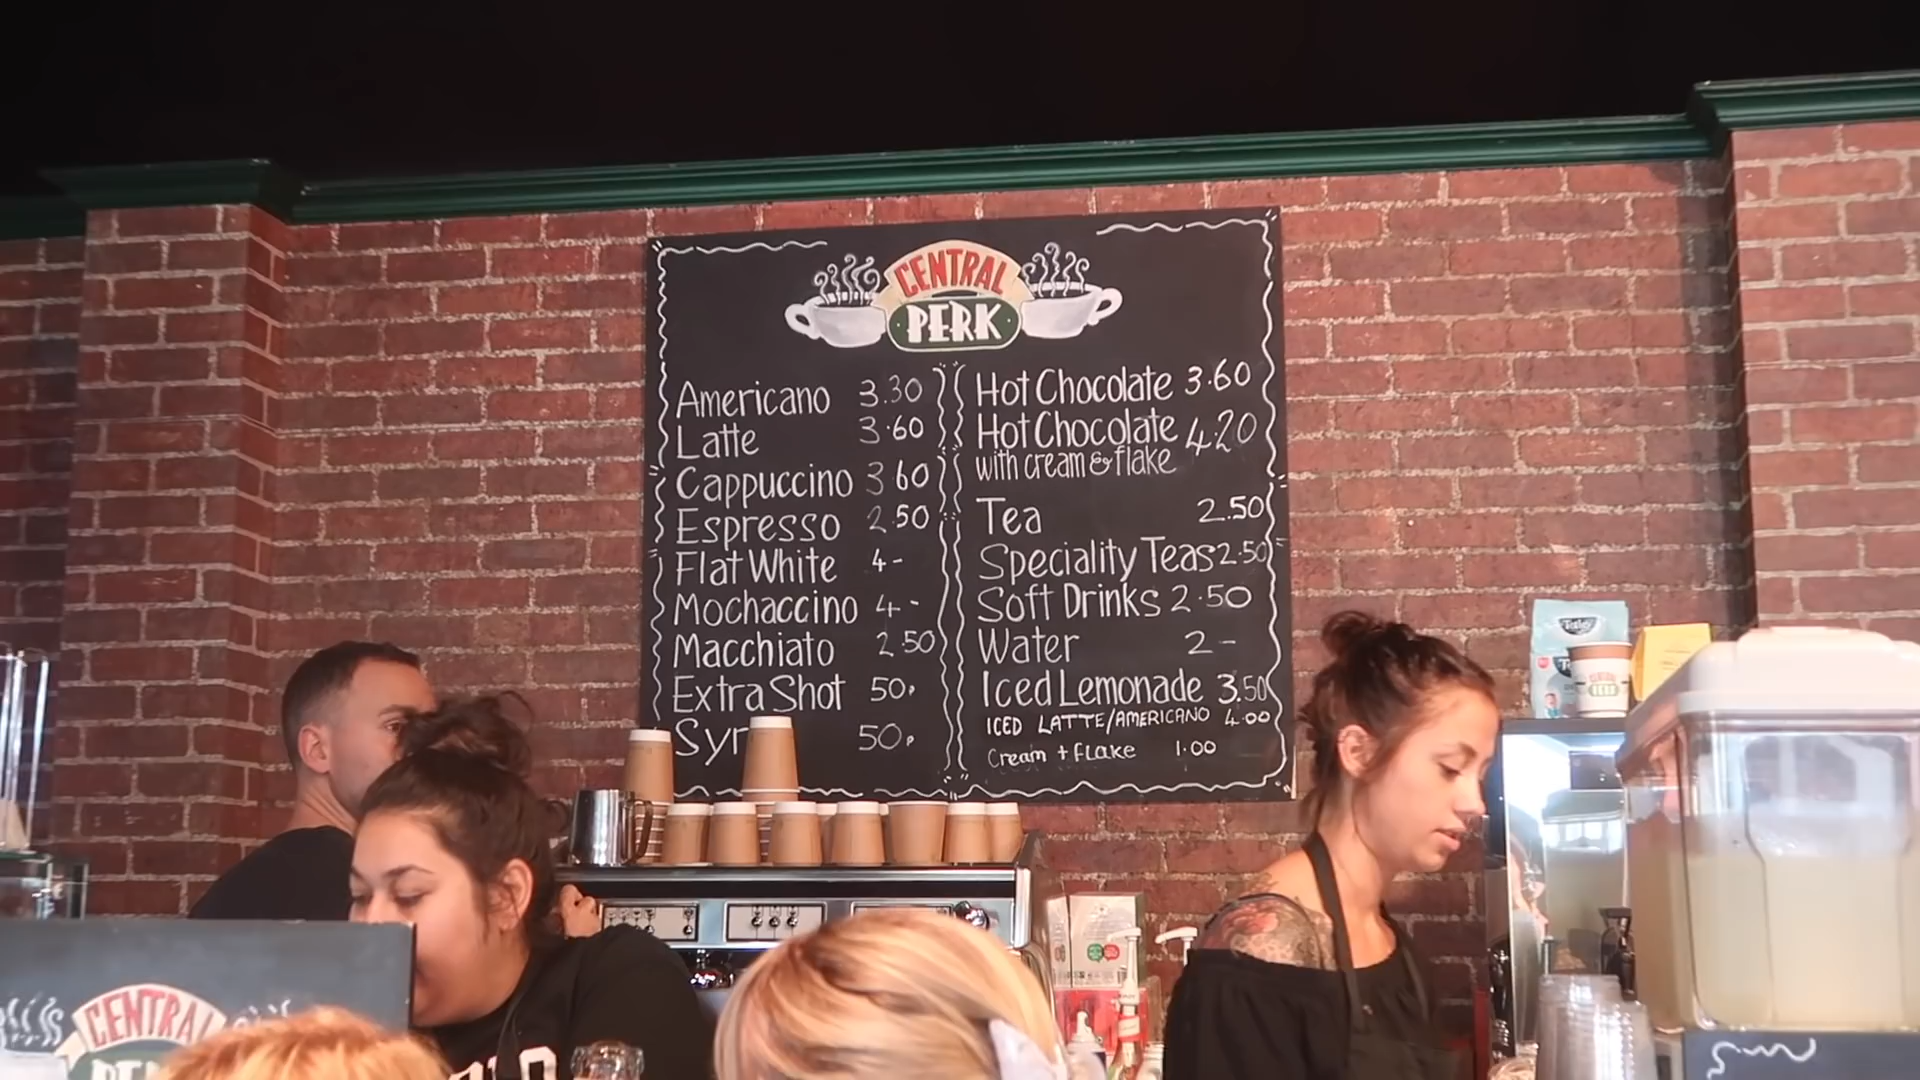 CENTRAL
PERK
Americano 3.30
Latte 3.60
Cappuccino 3 60
Espresso 2.50
Flat White 4-
Mochaccino 4-
Macchiato 2.50
Extra Shot 50p
50p
Hot Chocolate 3.60
Hot Chocolate 4.20
with cream & flake
Tea 2.50
Speciality Teas 2.50
Soft Drinks 2.50
Water 2-
Iced Lemonade 3.50
ICED LATTE/AMERICANO 4.00
Cream + flake 1.00
Tetley
CENTRAL
PERK
CENTRAL